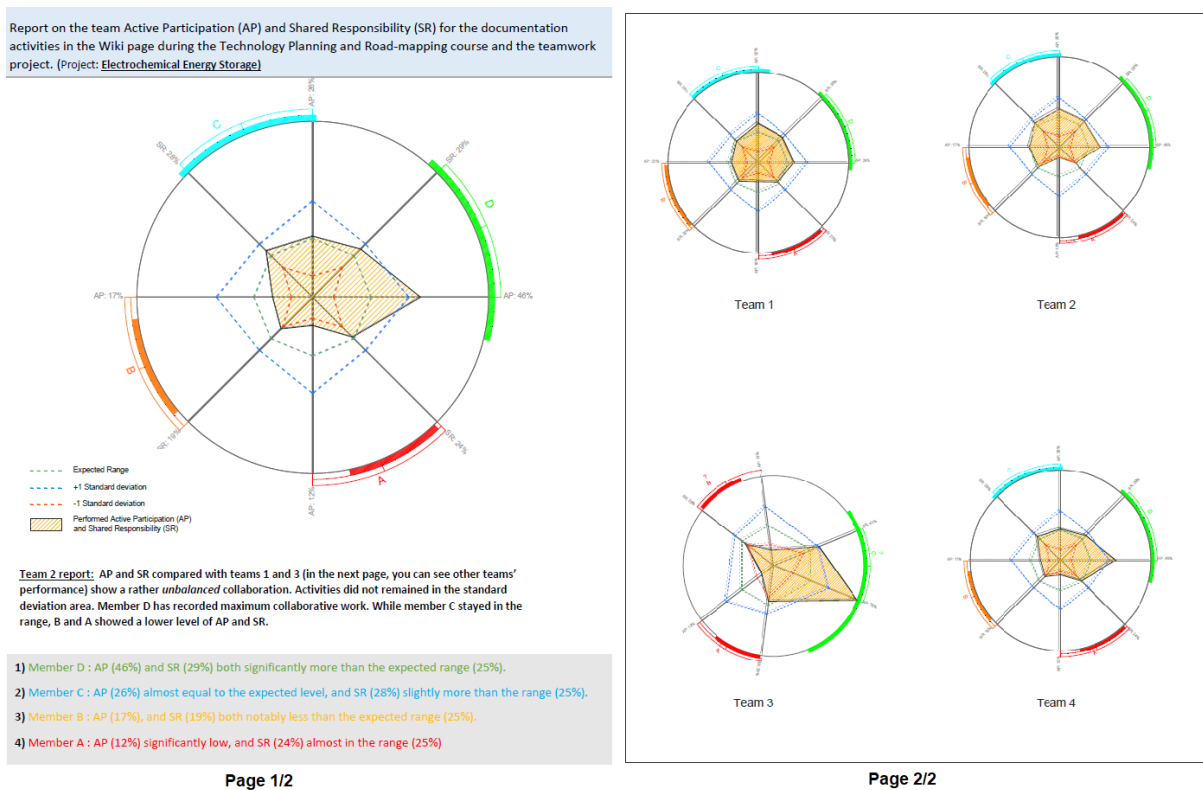 Report on the team Active Participation (AP) and Shared Responsibility (SR) for the documentation
activities in the Wiki page during the Technology Planning and Road-mapping course and the teamwork
project. (Project: Electrochemical Energy Storage)
AP: 26%
C
SR: 28%
SR: 29%
D
AP: 17%
AP: 46%
B
SR: 19%
SR: 24%
A
AP: 12%
Expected Range
+1 Standard deviation
-1 Standard deviation
Performed Active Participation (AP)
and Shared Responsibility (SR)
Team 2 report: AP and SR compared with teams 1 and 3 (in the next page, you can see other teams'
performance) show a rather unbalanced collaboration. Activities did not remained in the standard
deviation area. Member D has recorded maximum collaborative work. While member C stayed in the
range, B and A showed a lower level of AP and SR.
1) Member D : AP (46%) and SR (29%) both significantly more than the expected range (25%).
2) Member C : AP (26%) almost equal to the expected level, and SR (28%) slightly more than the range (25%).
3) Member B : AP (17%), and SR (19%) both notably less than the expected range (25%).
4) Member A : AP (12%) significantly low, and SR (24%) almost in the range (25%)
Page 1/2
C
D
B
A
Team 1
C
D
B
A
Team 2
Team 3
C
D
B
A
Team 4
Page 2/2